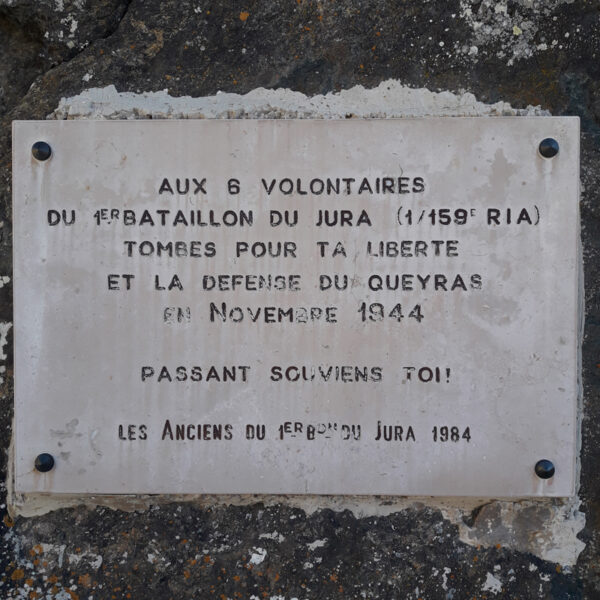 AUX 6 VOLONTAIRES
DU 1ER BATAILLON DU JURA (1/159E RIA)
TOMBES POUR TA LIBERTE
ET LA DEFENSE DU QUEYRAS
EN NOVEMBRE 1944
PASSANT SOUVIENS TOI!
LES ANCIENS DU 1ER BON DU JURA 1984